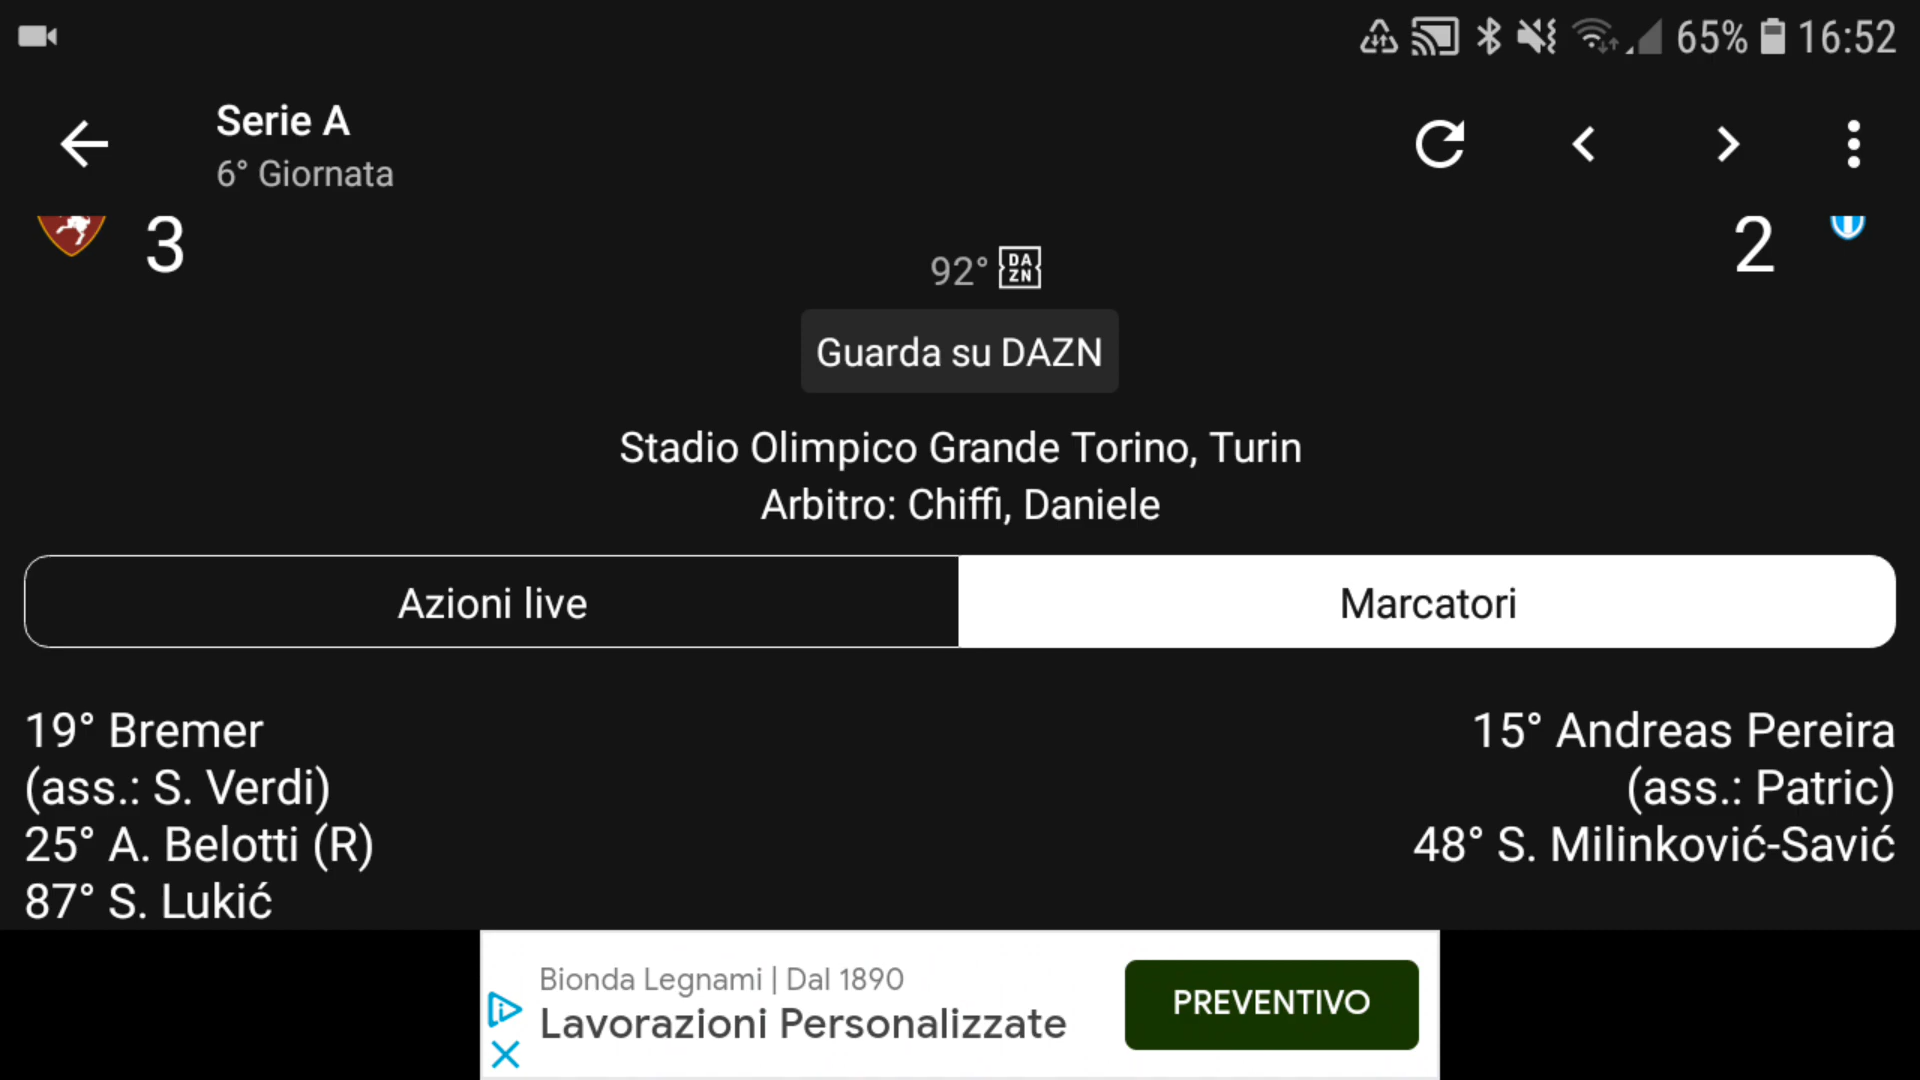 65% 16:52
Serie A
6° Giornata
3
2
92° DAZN
Guarda su DAZN
Stadio Olimpico Grande Torino, Turin
Arbitro: Chiffi, Daniele
Azioni live
Marcatori
19° Bremer
(ass.: S. Verdi)
25° A. Belotti (R)
87° S. Lukić
15° Andreas Pereira
(ass.: Patric)
48° S. Milinković-Savić
Bionda Legnami | Dal 1890
Lavorazioni Personalizzate
PREVENTIVO